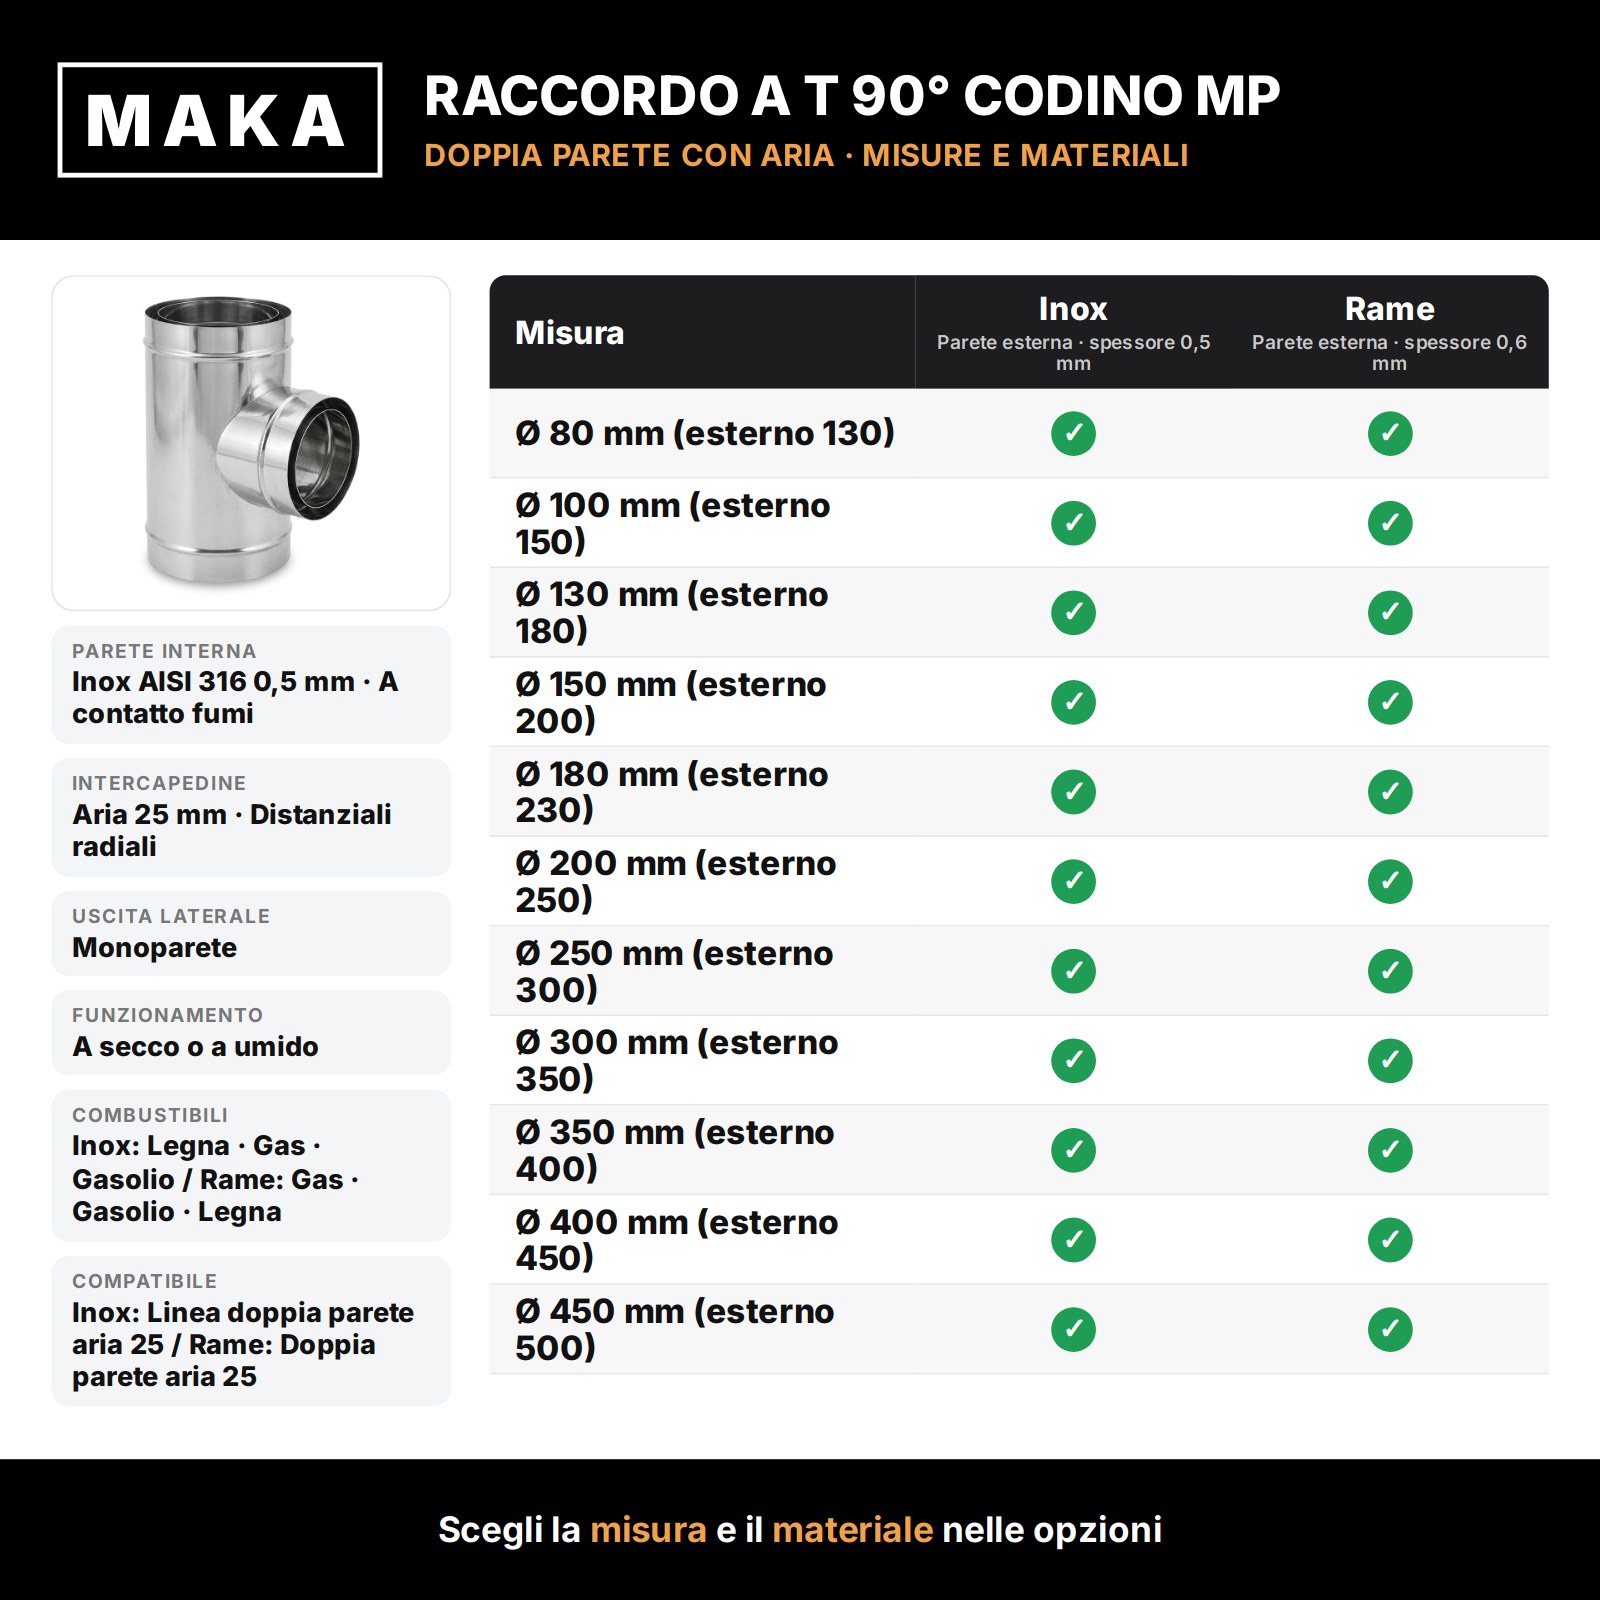 MAKA
RACCORDO A T 90° CODINO MP
DOPPIA PARETE CON ARIA · MISURE E MATERIALI
PARETE INTERNA
Inox AISI 316 0,5 mm · A
contatto fumi
INTERCAPEDINE
Aria 25 mm · Distanziali
radiali
USCITA LATERALE
Monoparete
FUNZIONAMENTO
A secco o a umido
COMBUSTIBILI
Inox: Legna · Gas ·
Gasolio / Rame: Gas ·
Gasolio · Legna
COMPATIBILE
Inox: Linea doppia parete
aria 25 / Rame: Doppia
parete aria 25
Misura
Inox
Parete esterna · spessore 0,5
mm
Rame
Parete esterna · spessore 0,6
mm
Ø 80 mm (esterno 130) ✓ ✓
Ø 100 mm (esterno
150) ✓ ✓
Ø 130 mm (esterno
180) ✓ ✓
Ø 150 mm (esterno
200) ✓ ✓
Ø 180 mm (esterno
230) ✓ ✓
Ø 200 mm (esterno
250) ✓ ✓
Ø 250 mm (esterno
300) ✓ ✓
Ø 300 mm (esterno
350) ✓ ✓
Ø 350 mm (esterno
400) ✓ ✓
Ø 400 mm (esterno
450) ✓ ✓
Ø 450 mm (esterno
500) ✓ ✓
Scegli la misura e il materiale nelle opzioni